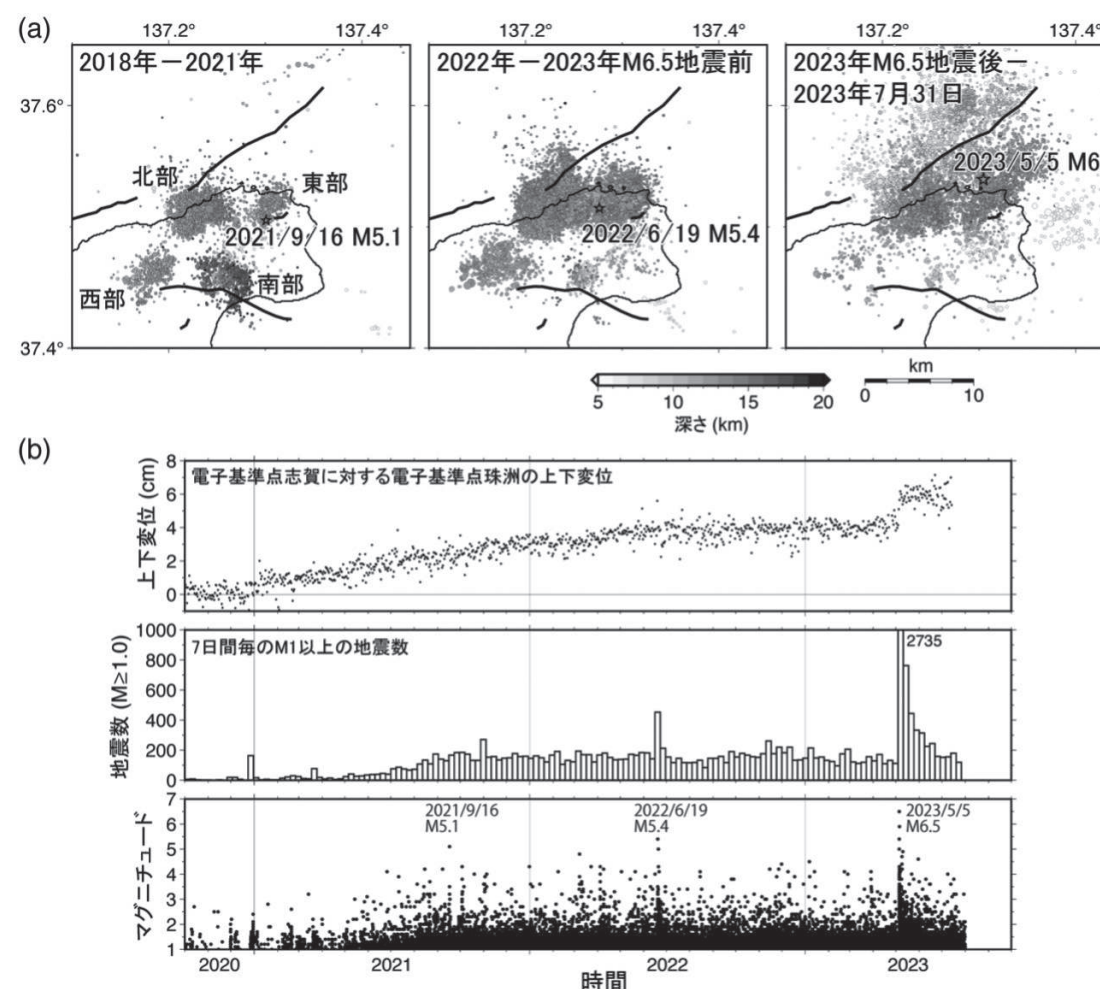 (a)
137.2° 137.4° 137.2° 137.4° 137.2° 137.4°
2018年－2021年
2022年－2023年M6.5地震前
2023年M6.5地震後－
2023年7月31日
37.6°
北部
東部
2023/5/5 M6
2021/9/16 M5.1
2022/6/19 M5.4
西部
南部
37.4°
km
5 10 15 20
0 10
深さ (km)
(b)
電子基準点志賀に対する電子基準点珠洲の上下変位
上下変位 (cm)
8
6
4
2
0
7日間毎のM1以上の地震数
2735
地震数 (M≥1.0)
1000
800
600
400
200
0
マグニチュード
7
6
5
4
3
2
1
2021/9/16
M5.1
2022/6/19
M5.4
2023/5/5
M6.5
2020 2021 2022 2023
時間